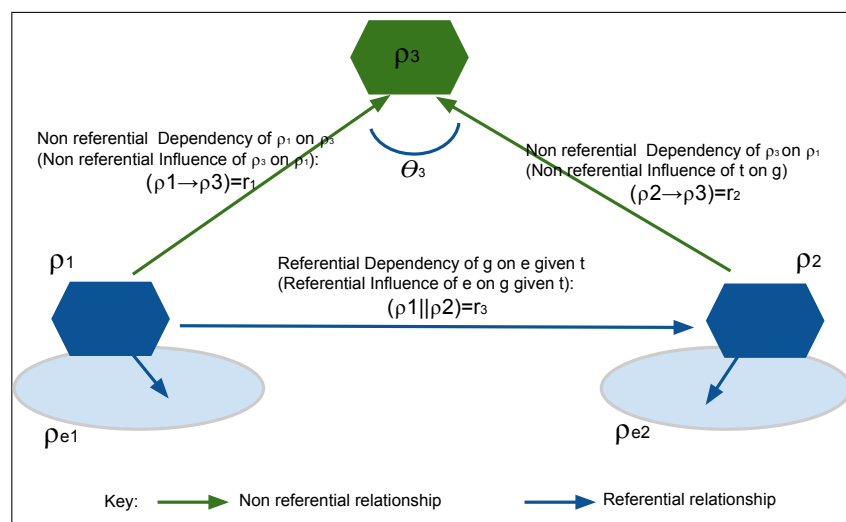 ρ3
Non referential Dependency of ρ1 on ρ3
(Non referential Influence of ρ3 on ρ1):
(ρ1→ρ3)=r1
Θ3
Non referential Dependency of ρ3 on ρ1
(Non referential Influence of t on g)
(ρ2→ρ3)=r2
ρ1
Referential Dependency of g on e given t
(Referential Influence of e on g given t):
(ρ1||ρ2)=r3
ρ2
ρe1
ρe2
Key:
Non referential relationship
Referential relationship